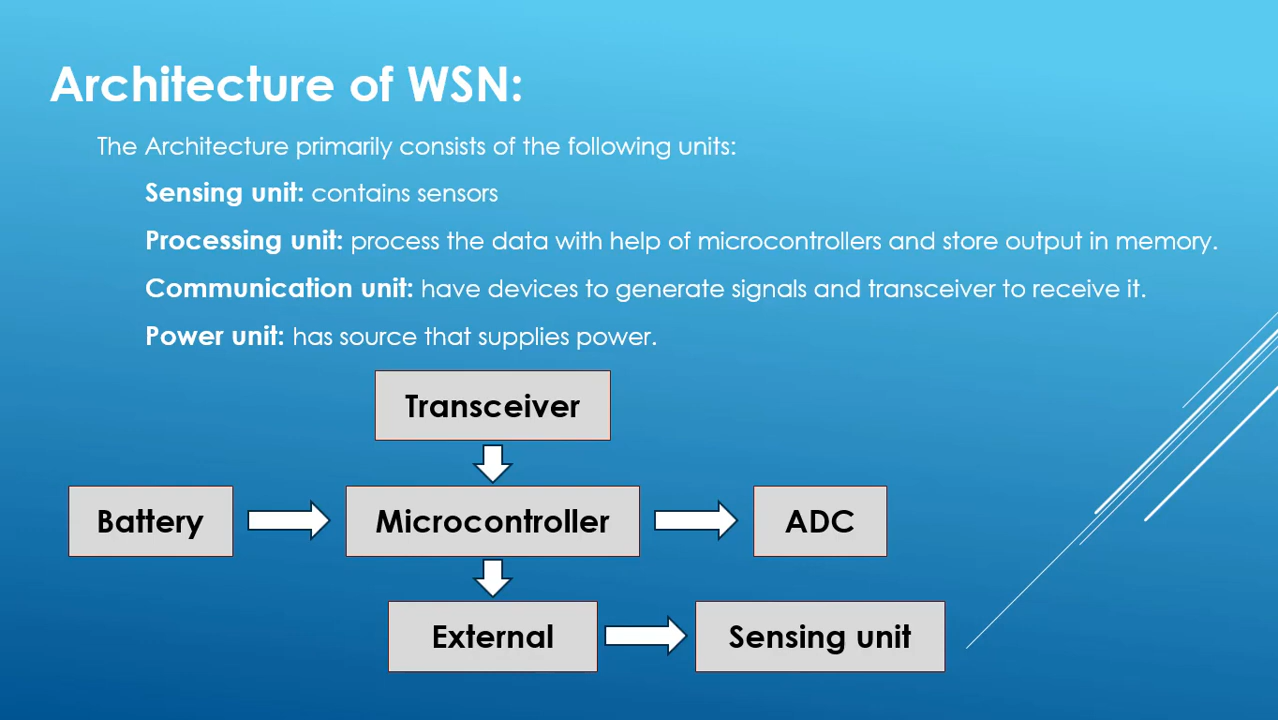 Architecture of WSN:
The Architecture primarily consists of the following units:
Sensing unit: contains sensors
Processing unit: process the data with help of microcontrollers and store output in memory.
Communication unit: have devices to generate signals and transceiver to receive it.
Power unit: has source that supplies power.
Transceiver
Battery
Microcontroller
ADC
External
Sensing unit